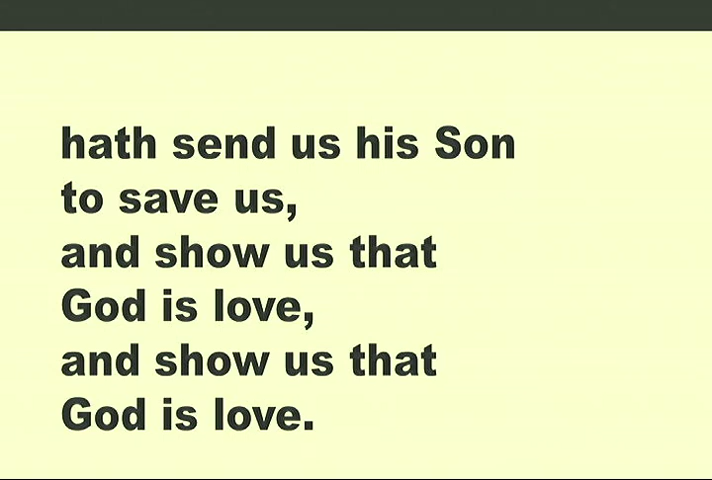 hath send us his Son
to save us,
and show us that
God is love,
and show us that
God is love.